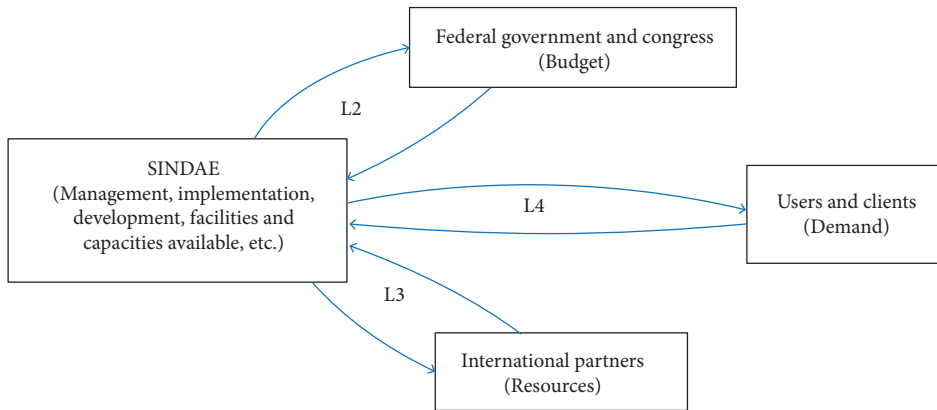 Federal government and congress
(Budget)
L2
SINDAE
(Management, implementation,
development, facilities and
capacities available, etc.)
L4
Users and clients
(Demand)
L3
International partners
(Resources)